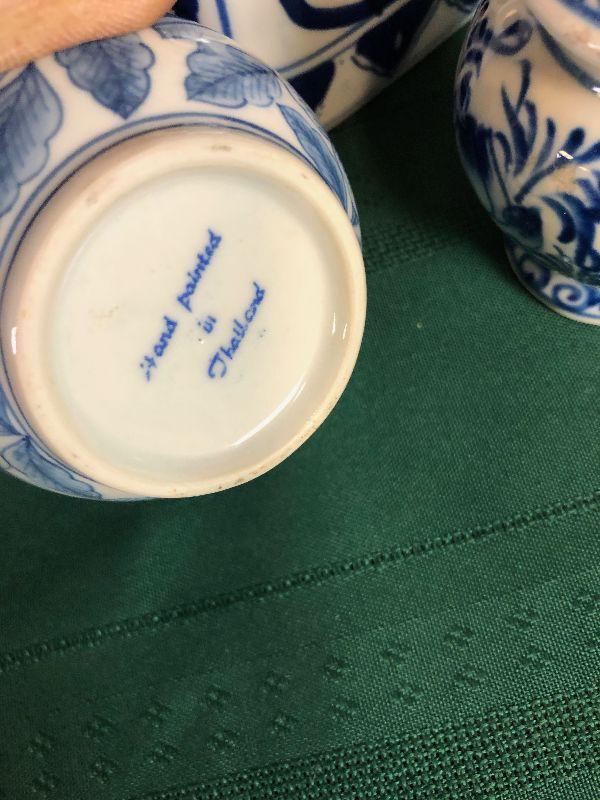 Hand painted
in
Thailand